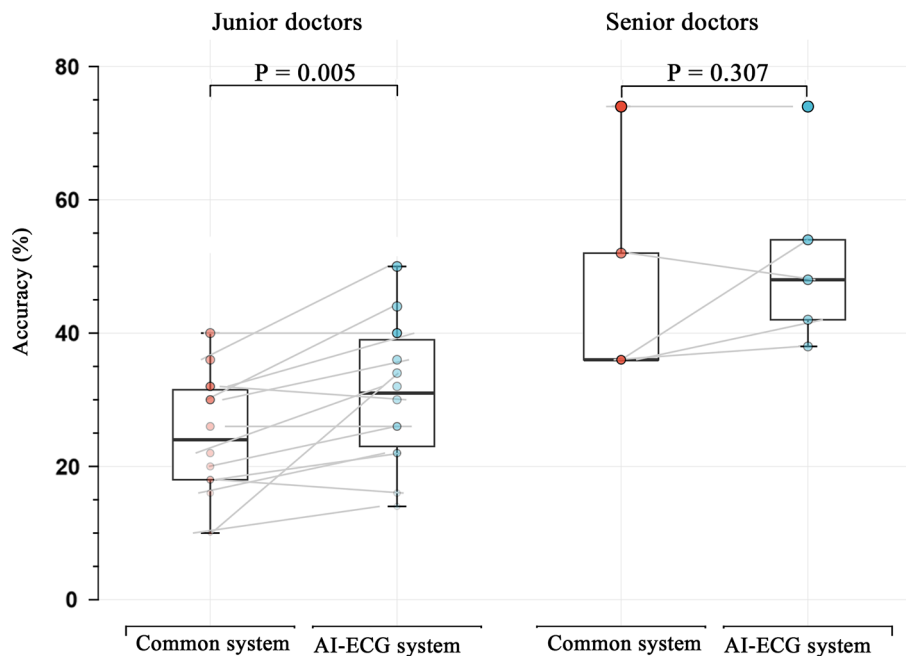 Junior doctors
Senior doctors
P = 0.005
P = 0.307
Accuracy (%)
80
60
40
20
0
Common system
AI-ECG system
Common system
AI-ECG system